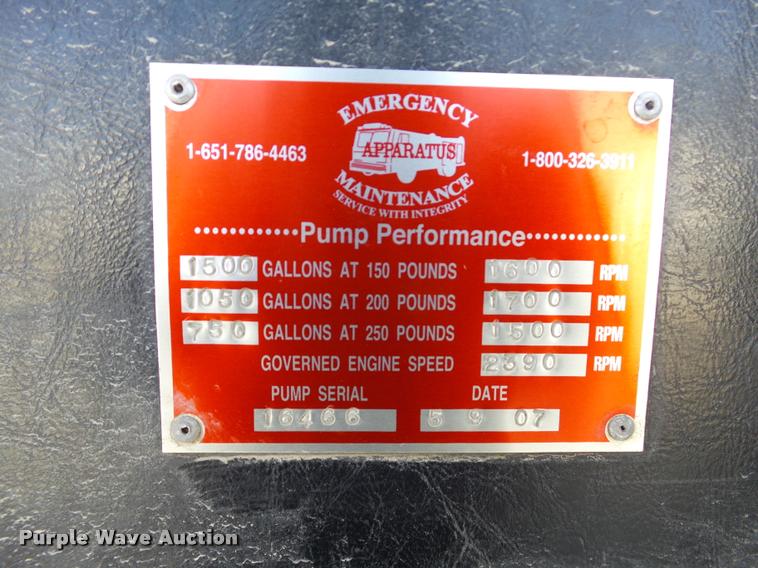 EMERGENCY
APPARATUS
MAINTENANCE
SERVICE WITH INTEGRITY
1-651-786-4463 1-800-326-3911
Pump Performance
1500 GALLONS AT 150 POUNDS 1600 RPM
1050 GALLONS AT 200 POUNDS 1700 RPM
750 GALLONS AT 250 POUNDS 1500 RPM
GOVERNED ENGINE SPEED 2390 RPM
PUMP SERIAL DATE
16466 5 9 07
Purple Wave Auction